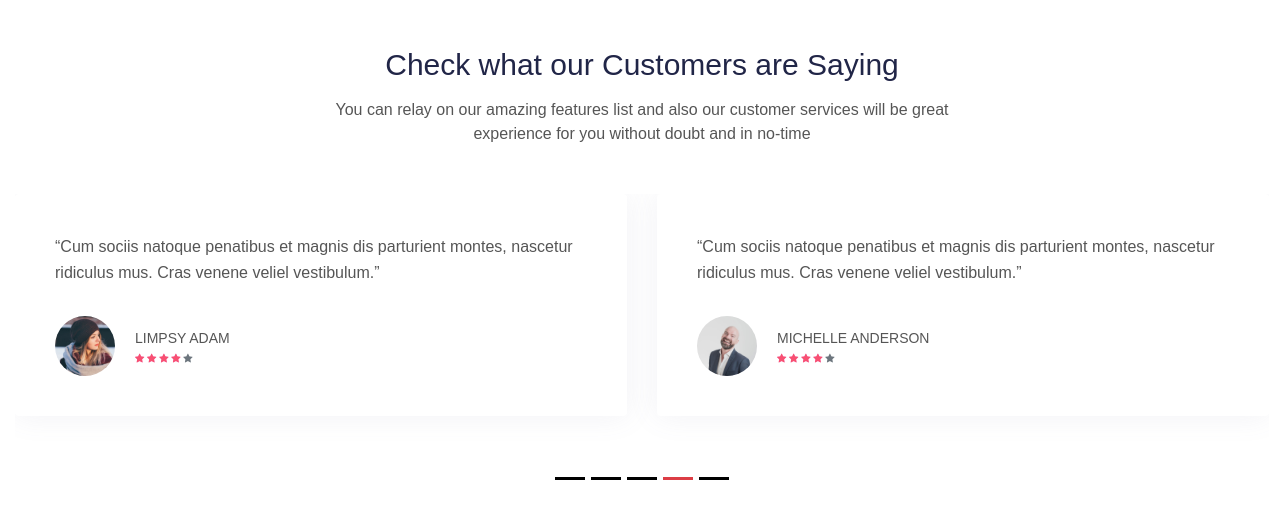 Check what our Customers are Saying
You can relay on our amazing features list and also our customer services will be great
experience for you without doubt and in no-time
“Cum sociis natoque penatibus et magnis dis parturient montes, nascetur
ridiculus mus. Cras venene veliel vestibulum.”
LIMPSY ADAM
“Cum sociis natoque penatibus et magnis dis parturient montes, nascetur
ridiculus mus. Cras venene veliel vestibulum.”
MICHELLE ANDERSON